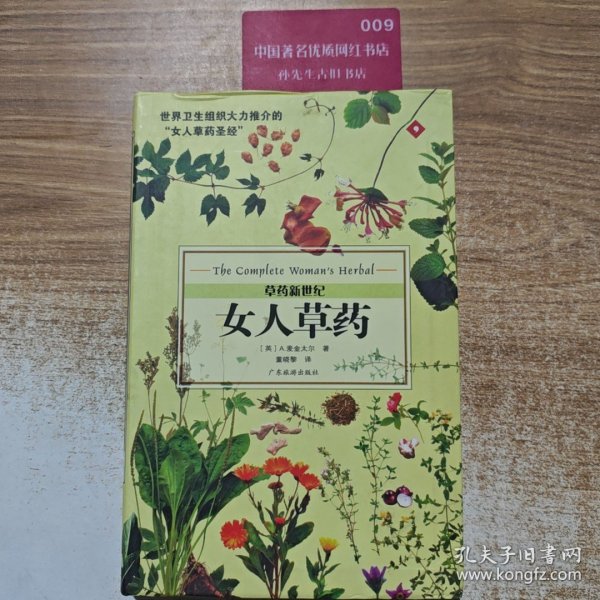 009
中国著名优质网红书店
孙先生古旧书店
世界卫生组织大力推介的
“女人草药圣经”
The Complete Woman's Herbal
草药新世纪
女人草药
［英］A.麦金太尔 著
董晓黎 译
广东旅游出版社
孔夫子旧书网
www.kongfz.com